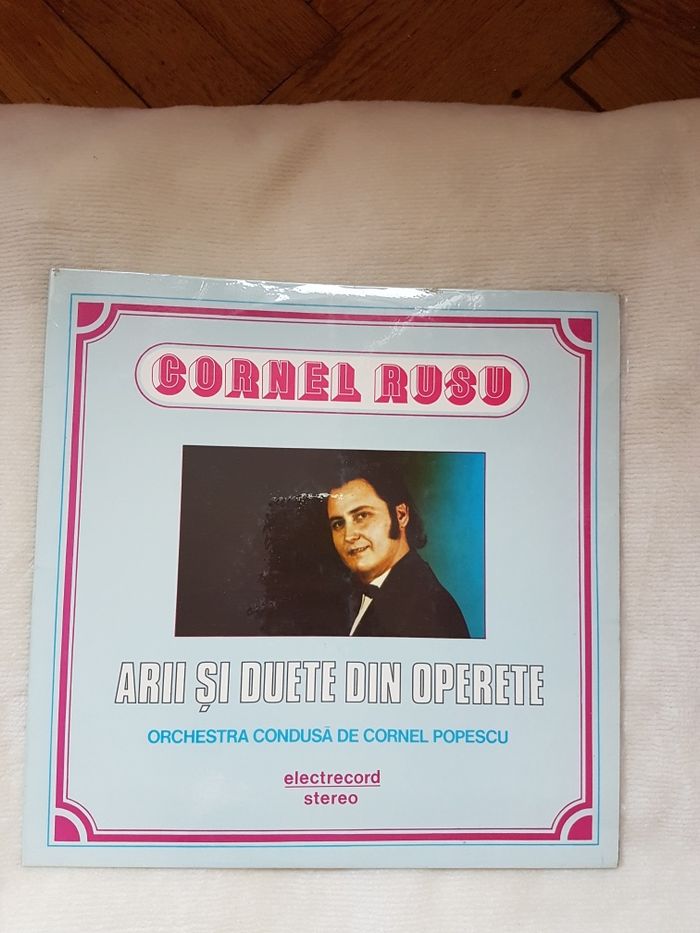 CORNEL RUSU
ARII ȘI DUETE DIN OPERETE
ORCHESTRA CONDUSĂ DE CORNEL POPESCU
electrecord
stereo